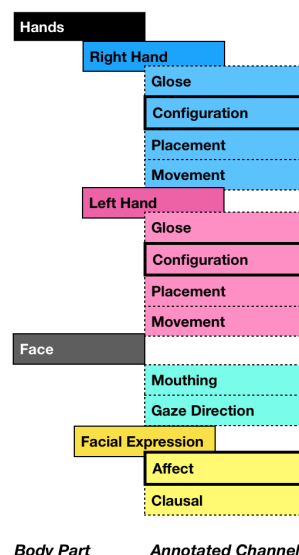 Hands
Right Hand
Glose
Configuration
Placement
Movement
Left Hand
Glose
Configuration
Placement
Movement
Face
Mouthing
Gaze Direction
Facial Expression
Affect
Clausal
Body Part Annotated Channel